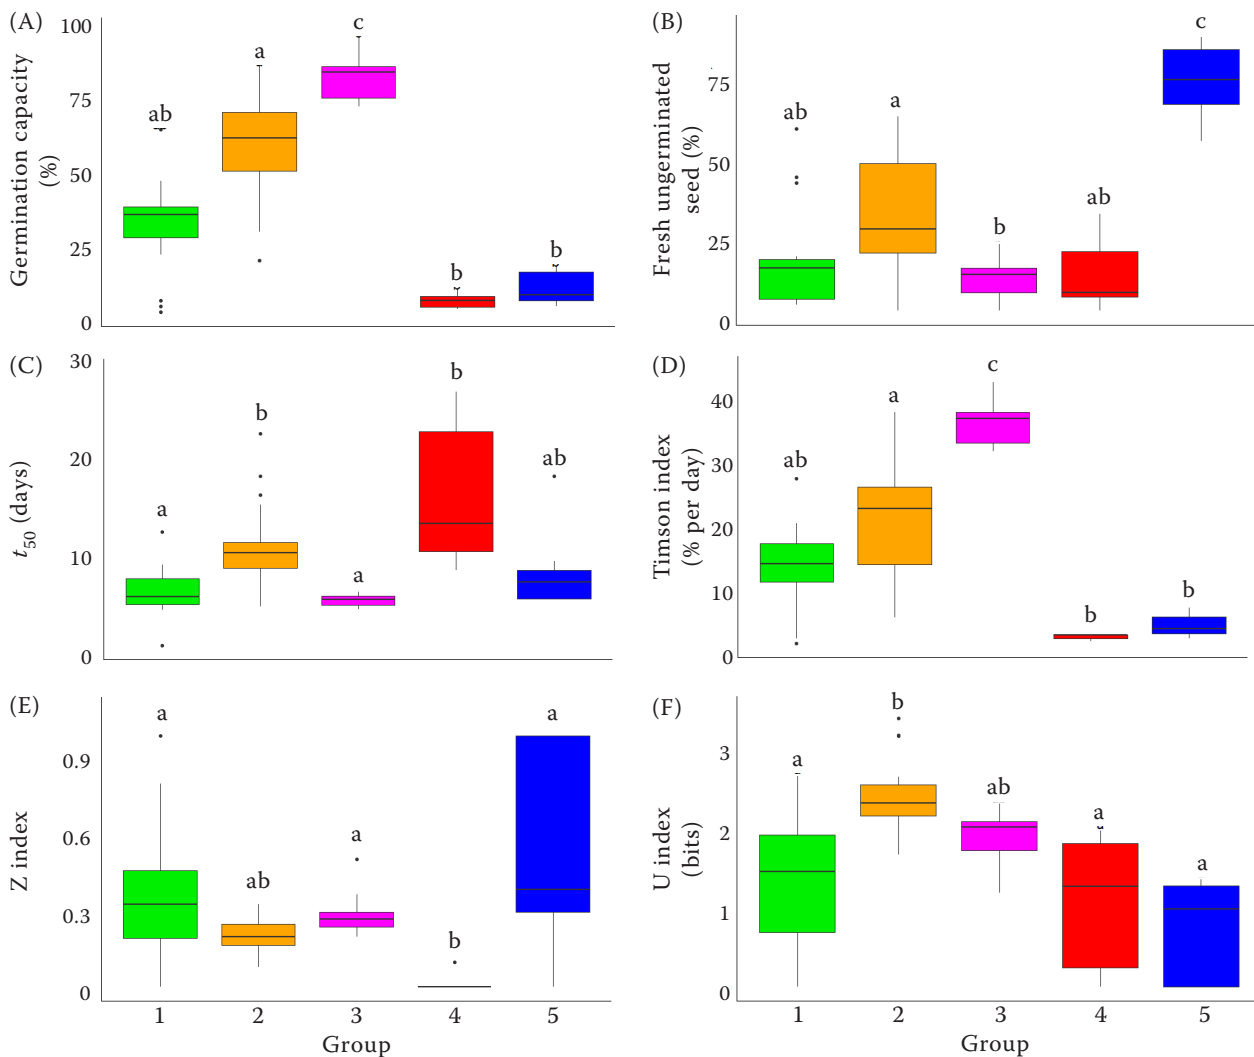 (A)
Germination capacity
(%)
100
75
50
25
0
ab
a
c
b
b
(B)
Fresh ungerminated
seed (%)
75
50
25
0
ab
a
b
ab
c
(C)
t50 (days)
30
20
10
0
a
b
a
b
ab
(D)
Timson index
(% per day)
40
30
20
10
0
ab
a
c
b
b
(E)
Z index
0.9
0.6
0.3
0
a
ab
a
b
a
1 2 3 4 5
Group
(F)
U index
(bits)
3
2
1
0
a
b
ab
a
a
1 2 3 4 5
Group